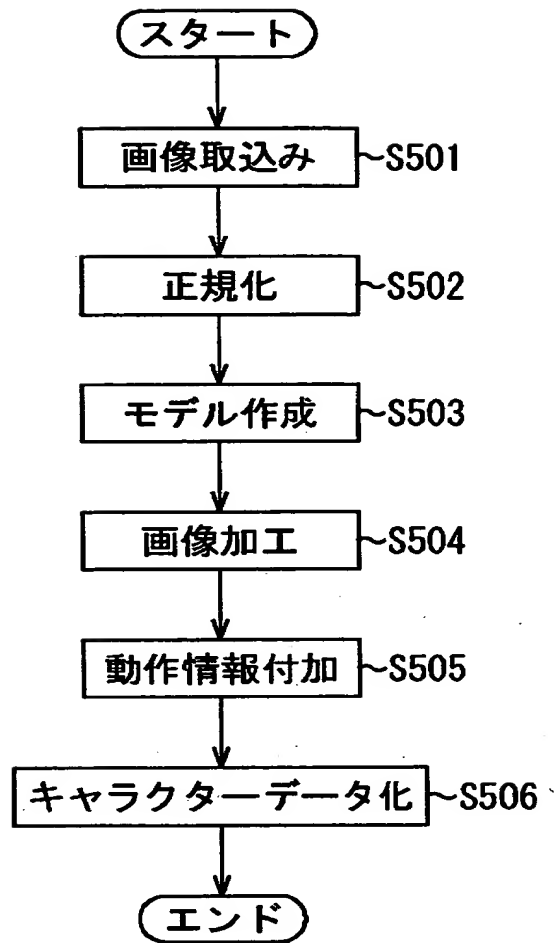 スタート
画像取込み ~S501
正規化 ~S502
モデル作成 ~S503
画像加工 ~S504
動作情報付加 ~S505
キャラクターデータ化 ~S506
エンド